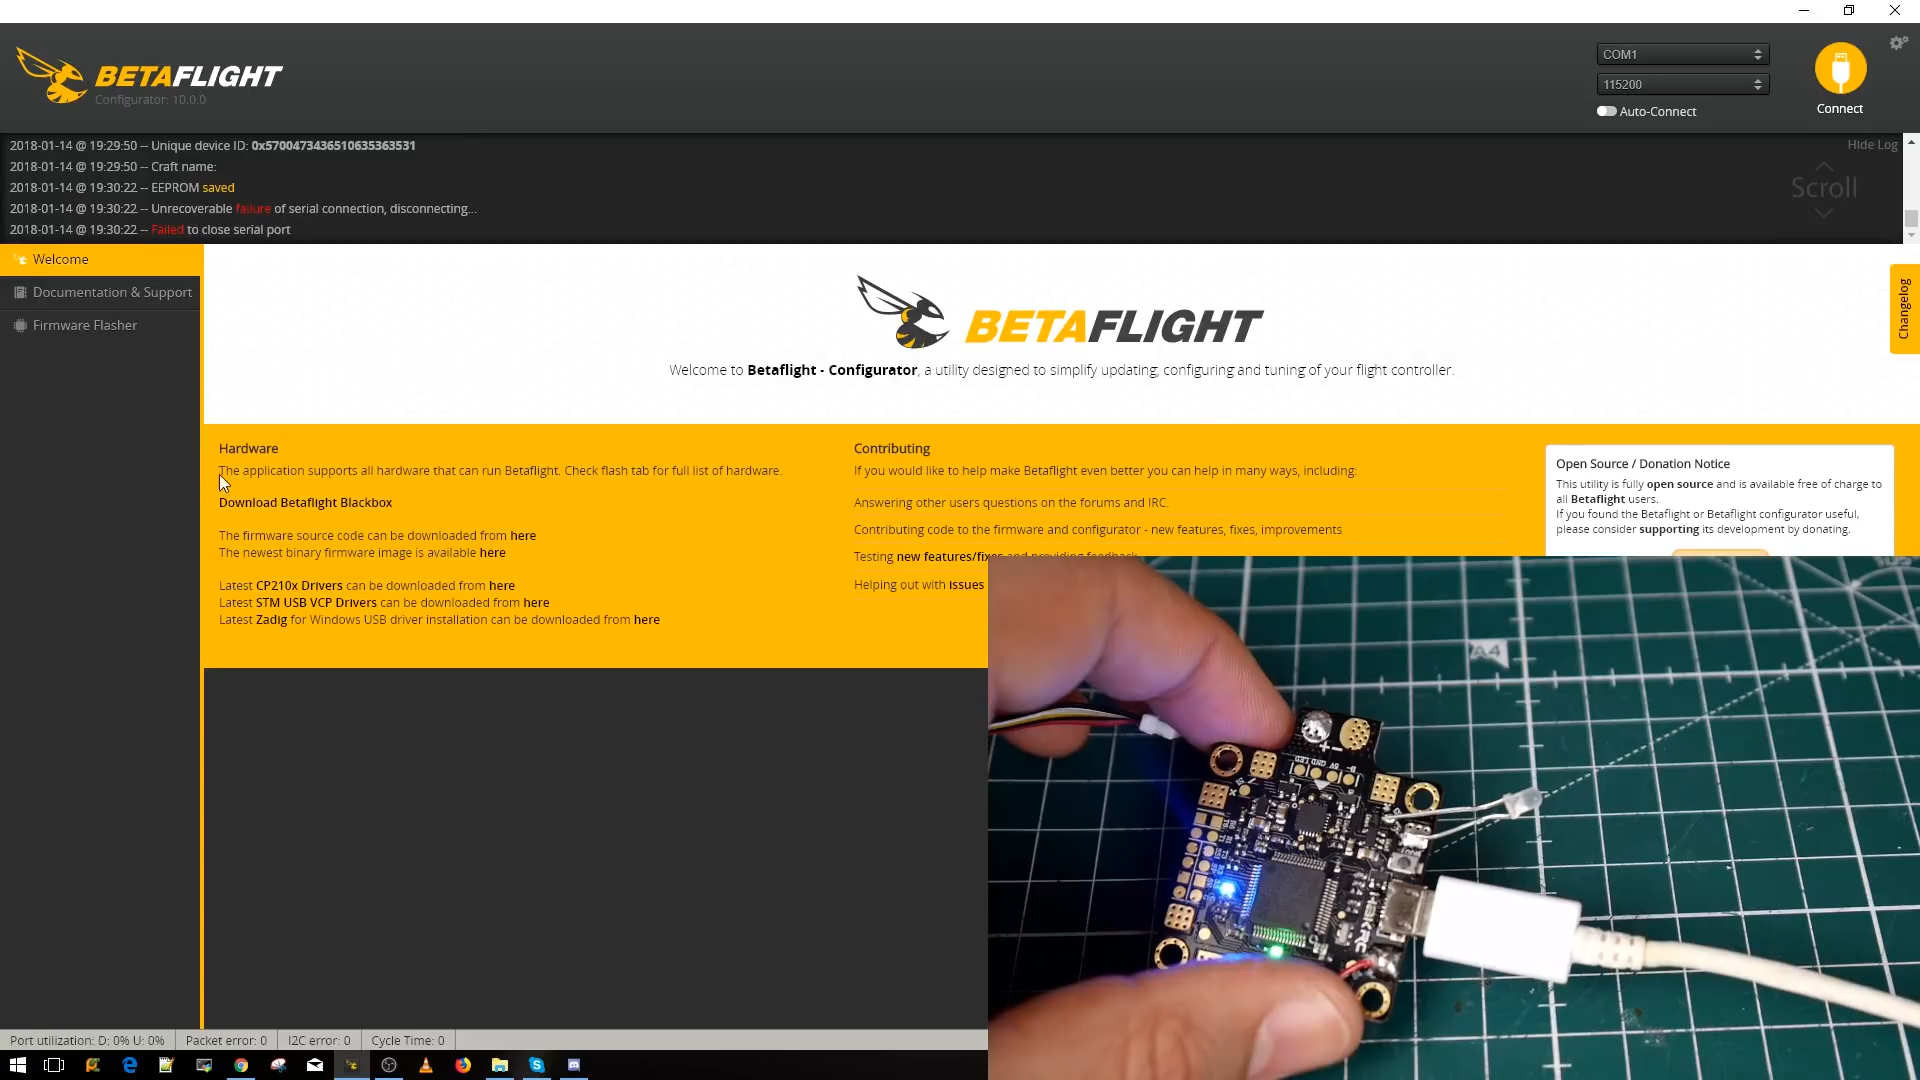 BETAFLIGHT
Configurator: 10.0.0
COM1
115200
Auto-Connect
Connect
2018-01-14 @ 19:29:50 -- Unique device ID: 0x5700473436510635363531
2018-01-14 @ 19:29:50 -- Craft name:
2018-01-14 @ 19:30:22 -- EEPROM saved
2018-01-14 @ 19:30:22 -- Unrecoverable failure of serial connection, disconnecting...
2018-01-14 @ 19:30:22 -- Failed to close serial port
Hide Log
Scroll
Welcome
Documentation & Support
Firmware Flasher
BETAFLIGHT
Welcome to Betaflight - Configurator, a utility designed to simplify updating, configuring and tuning of your flight controller.
Changelog
Hardware
The application supports all hardware that can run Betaflight. Check flash tab for full list of hardware.
Download Betaflight Blackbox
The firmware source code can be downloaded from here
The newest binary firmware image is available here
Latest CP210x Drivers can be downloaded from here
Latest STM USB VCP Drivers can be downloaded from here
Latest Zadig for Windows USB driver installation can be downloaded from here
Contributing
If you would like to help make Betaflight even better you can help in many ways, including:
Answering other users questions on the forums and IRC.
Contributing code to the firmware and configurator - new features, fixes, improvements
Testing new features/fixes and providing feedback
Helping out with issues
Open Source / Donation Notice
This utility is fully open source and is available free of charge to
all Betaflight users.
If you found the Betaflight or Betaflight configurator useful,
please consider supporting its development by donating.
A4
LED GND 5V
HBKRC
Port utilization: D: 0% U: 0%
Packet error: 0
I2C error: 0
Cycle Time: 0